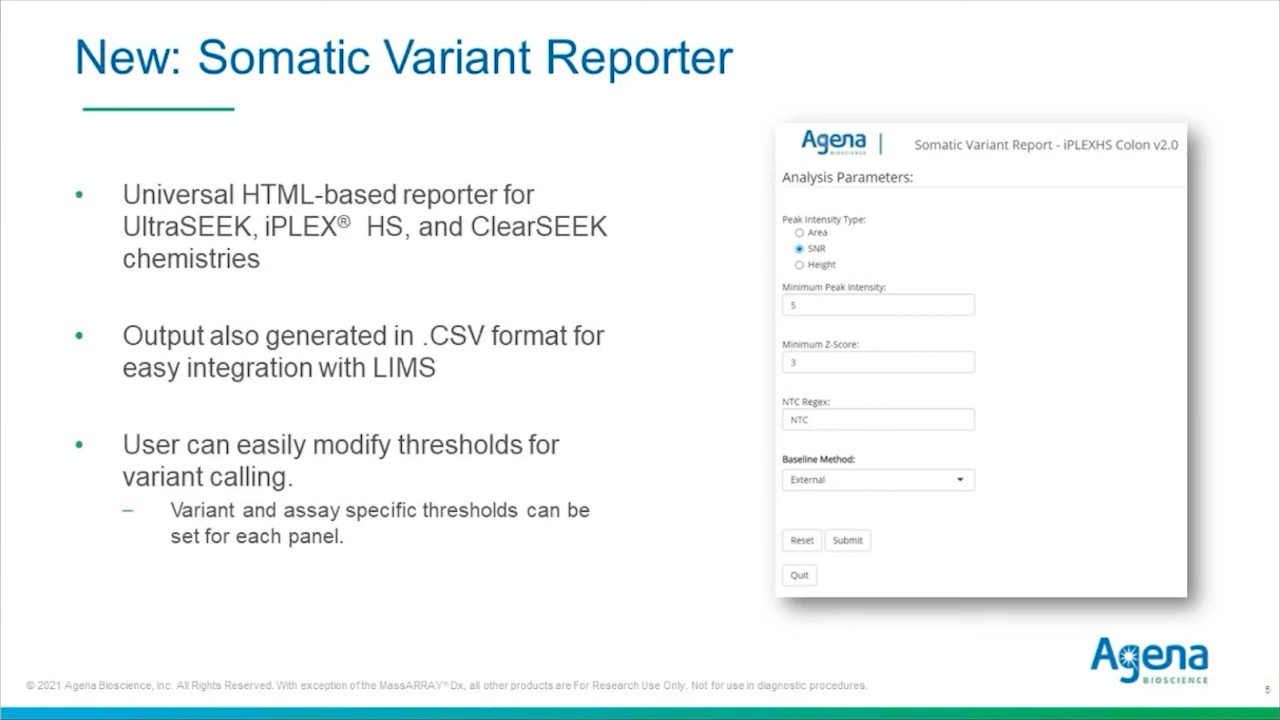 New: Somatic Variant Reporter
• Universal HTML-based reporter for
UltraSEEK, iPLEX® HS, and ClearSEEK
chemistries
• Output also generated in .CSV format for
easy integration with LIMS
• User can easily modify thresholds for
variant calling.
– Variant and assay specific thresholds can be
set for each panel.
Agena
BIOSCIENCE
Somatic Variant Report - iPLEXHS Colon v2.0
Analysis Parameters:
Peak Intensity Type:
Area
SNR
Height
Minimum Peak Intensity:
5
Minimum Z-Score:
3
NTC Regex:
NTC
Baseline Method:
External
Reset Submit
Quit
Agena
BIOSCIENCE
© 2021 Agena Bioscience, Inc. All Rights Reserved. With exception of the MassARRAY® Dx, all other products are For Research Use Only. Not for use in diagnostic procedures.
5